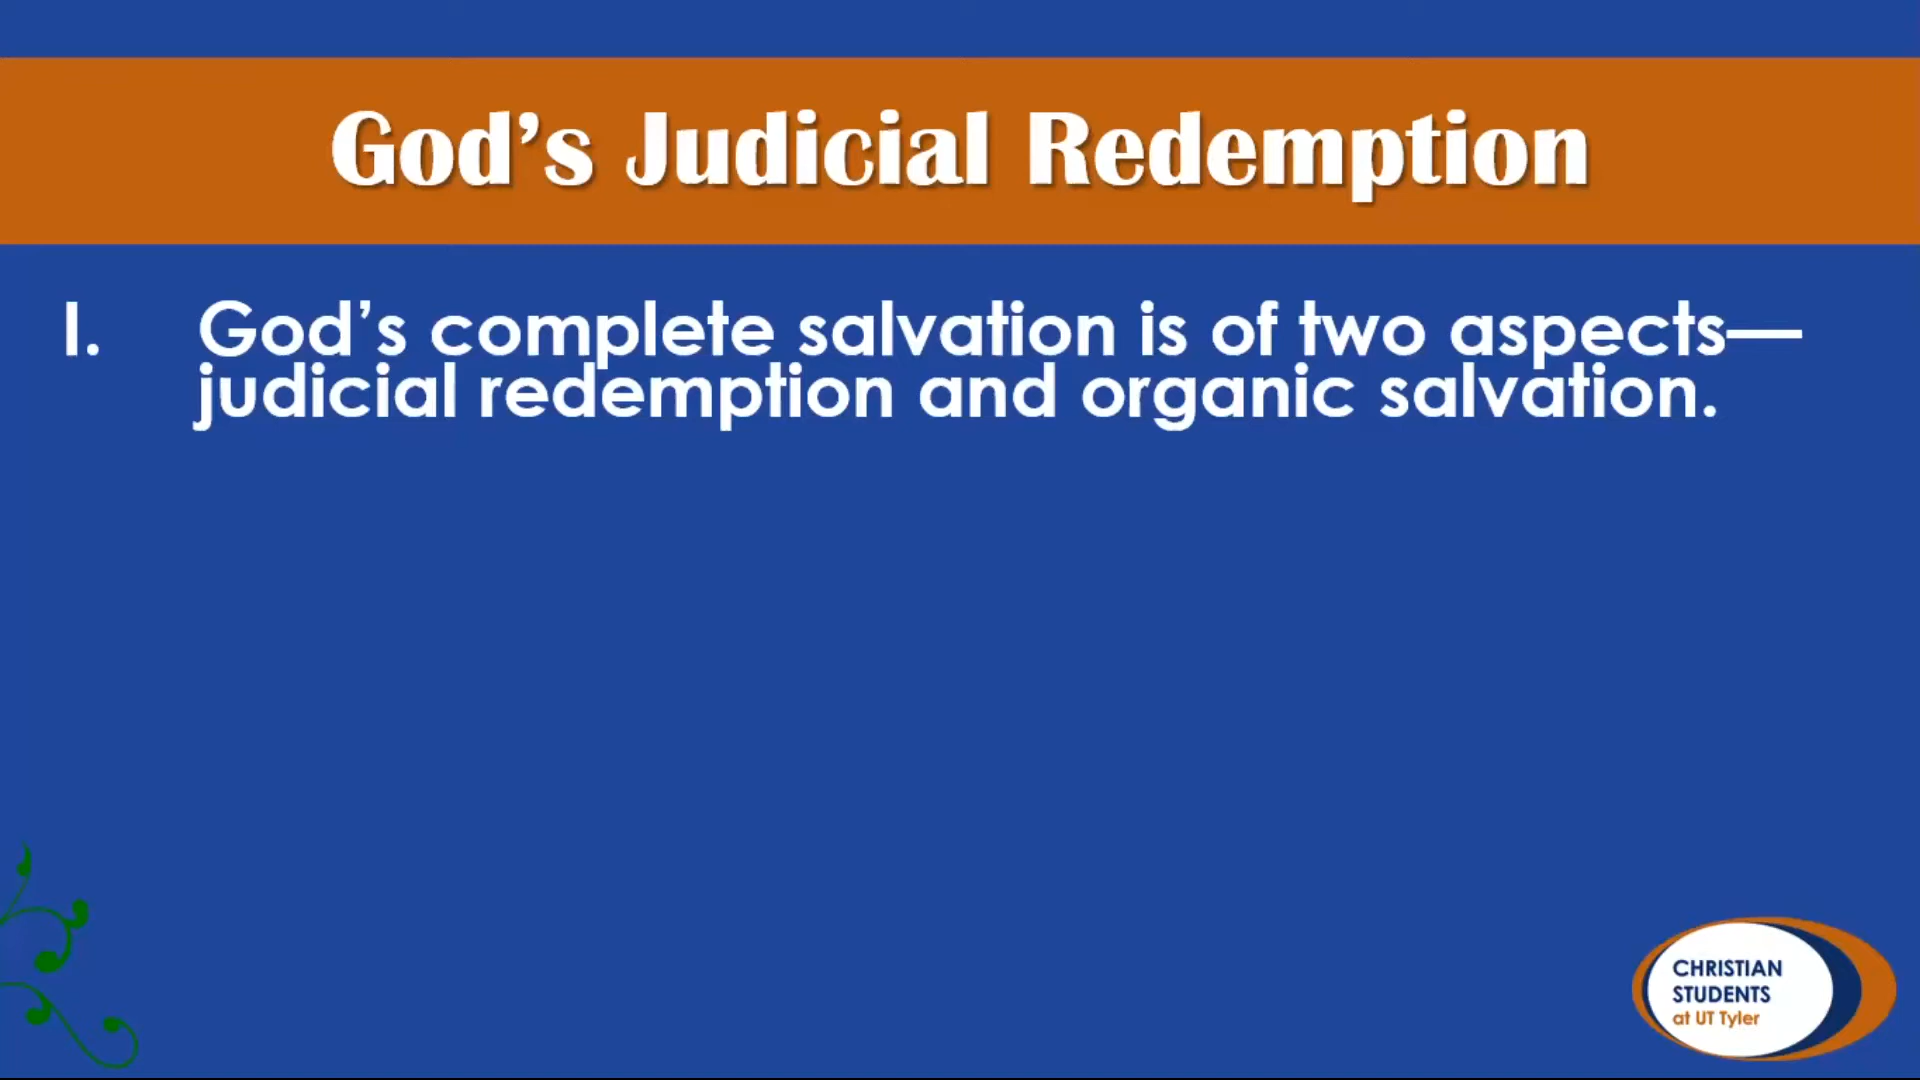 God’s Judicial Redemption
I. God’s complete salvation is of two aspects—
judicial redemption and organic salvation.
CHRISTIAN
STUDENTS
at UT Tyler